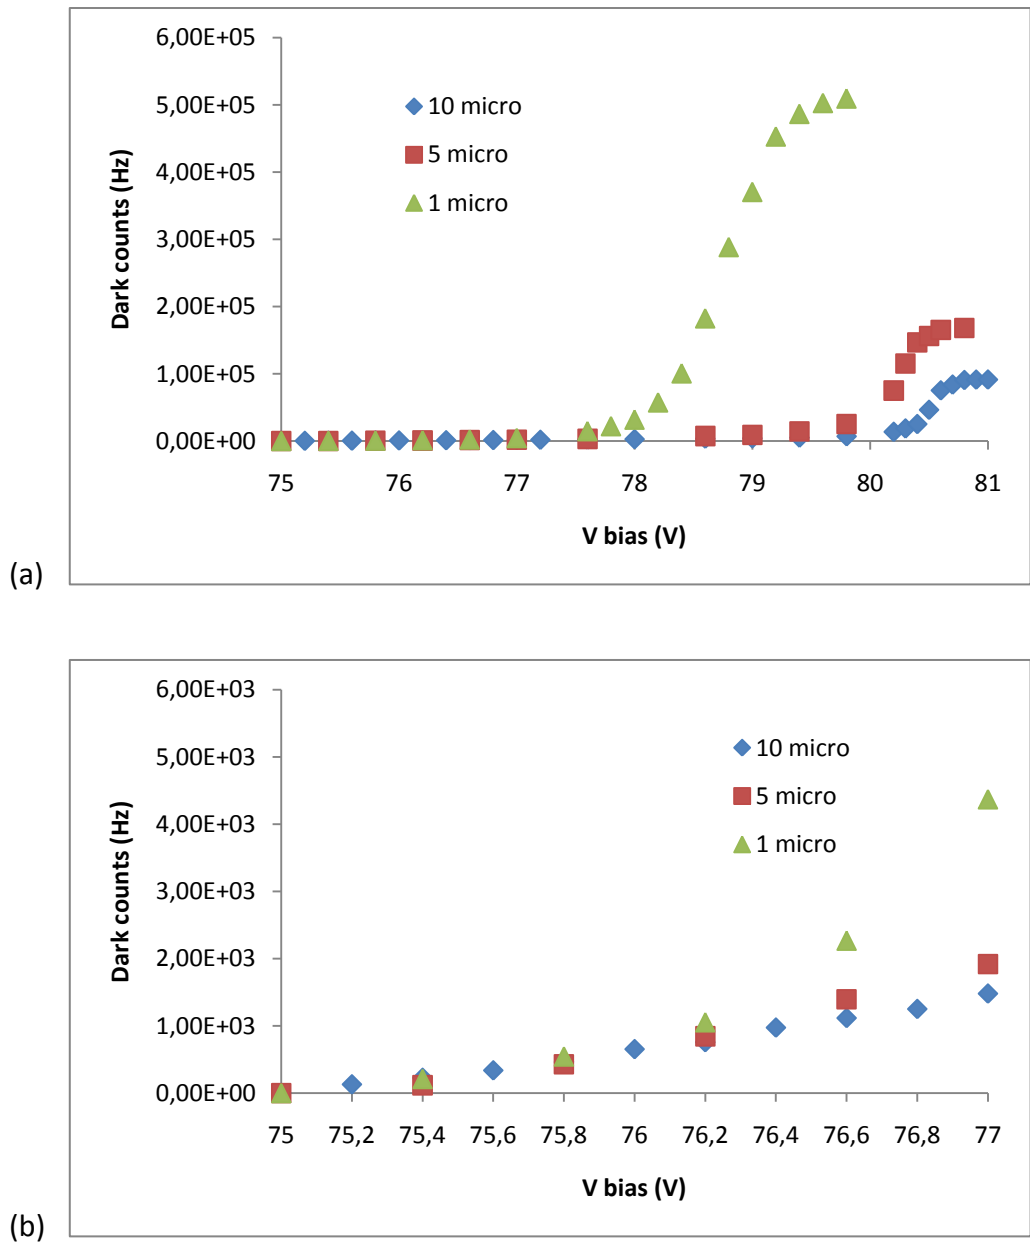 6,00E+05
5,00E+05
4,00E+05
3,00E+05
2,00E+05
1,00E+05
0,00E+00
Dark counts (Hz)
10 micro
5 micro
1 micro
75 76 77 78 79 80 81
V bias (V)
(a)
6,00E+03
5,00E+03
4,00E+03
3,00E+03
2,00E+03
1,00E+03
0,00E+00
Dark counts (Hz)
10 micro
5 micro
1 micro
75 75,2 75,4 75,6 75,8 76 76,2 76,4 76,6 76,8 77
V bias (V)
(b)